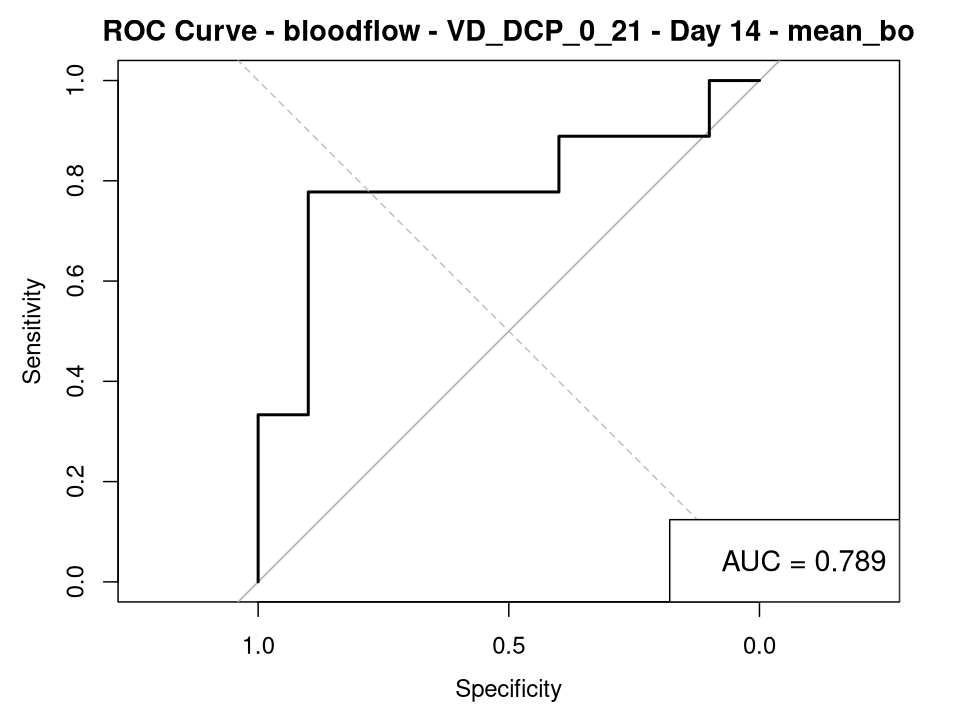 ROC Curve - bloodflow - VD_DCP_0_21 - Day 14 - mean_bo
1.0
0.8
0.6
0.4
0.2
0.0
Sensitivity
AUC = 0.789
1.0 0.5 0.0
Specificity